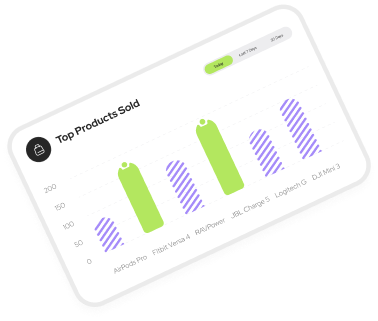 Today Last 7 Days 30 Days
Top Products Sold
200
150
100
50
0
AirPods Pro
Fitbit Versa 4
RAVPower
JBL Charge 5
Logitech G
DJI Mini 3